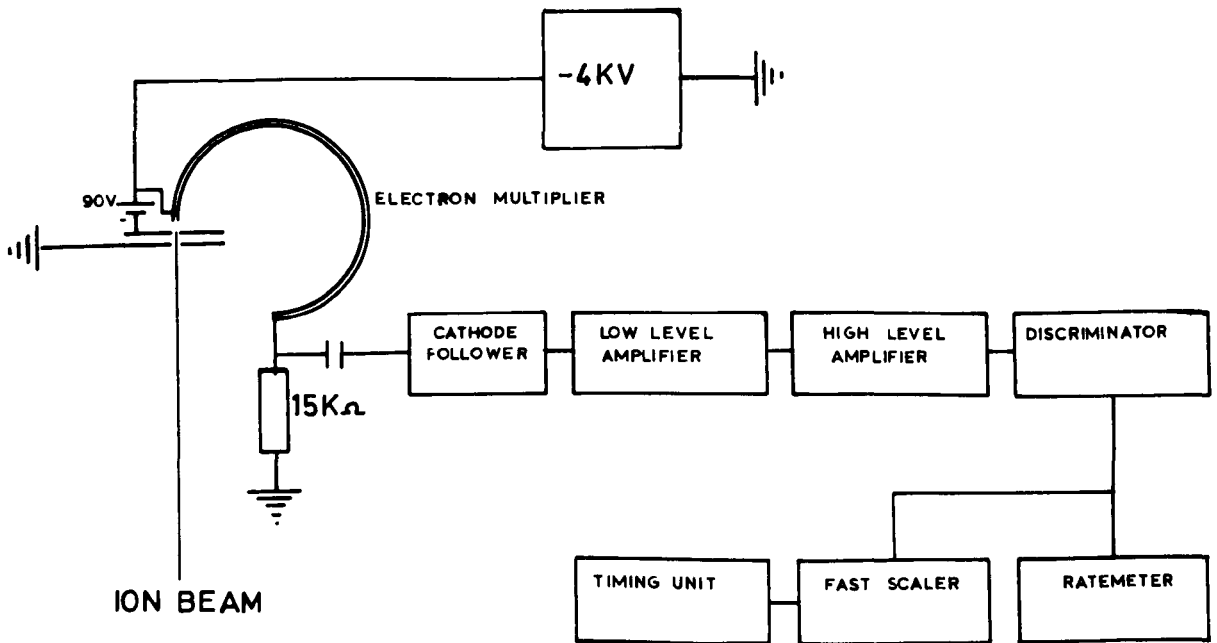 -4KV
90V
-
ELECTRON MULTIPLIER
CATHODE
FOLLOWER
LOW LEVEL
AMPLIFIER
HIGH LEVEL
AMPLIFIER
DISCRIMINATOR
15KΩ
TIMING UNIT
FAST SCALER
RATEMETER
ION BEAM